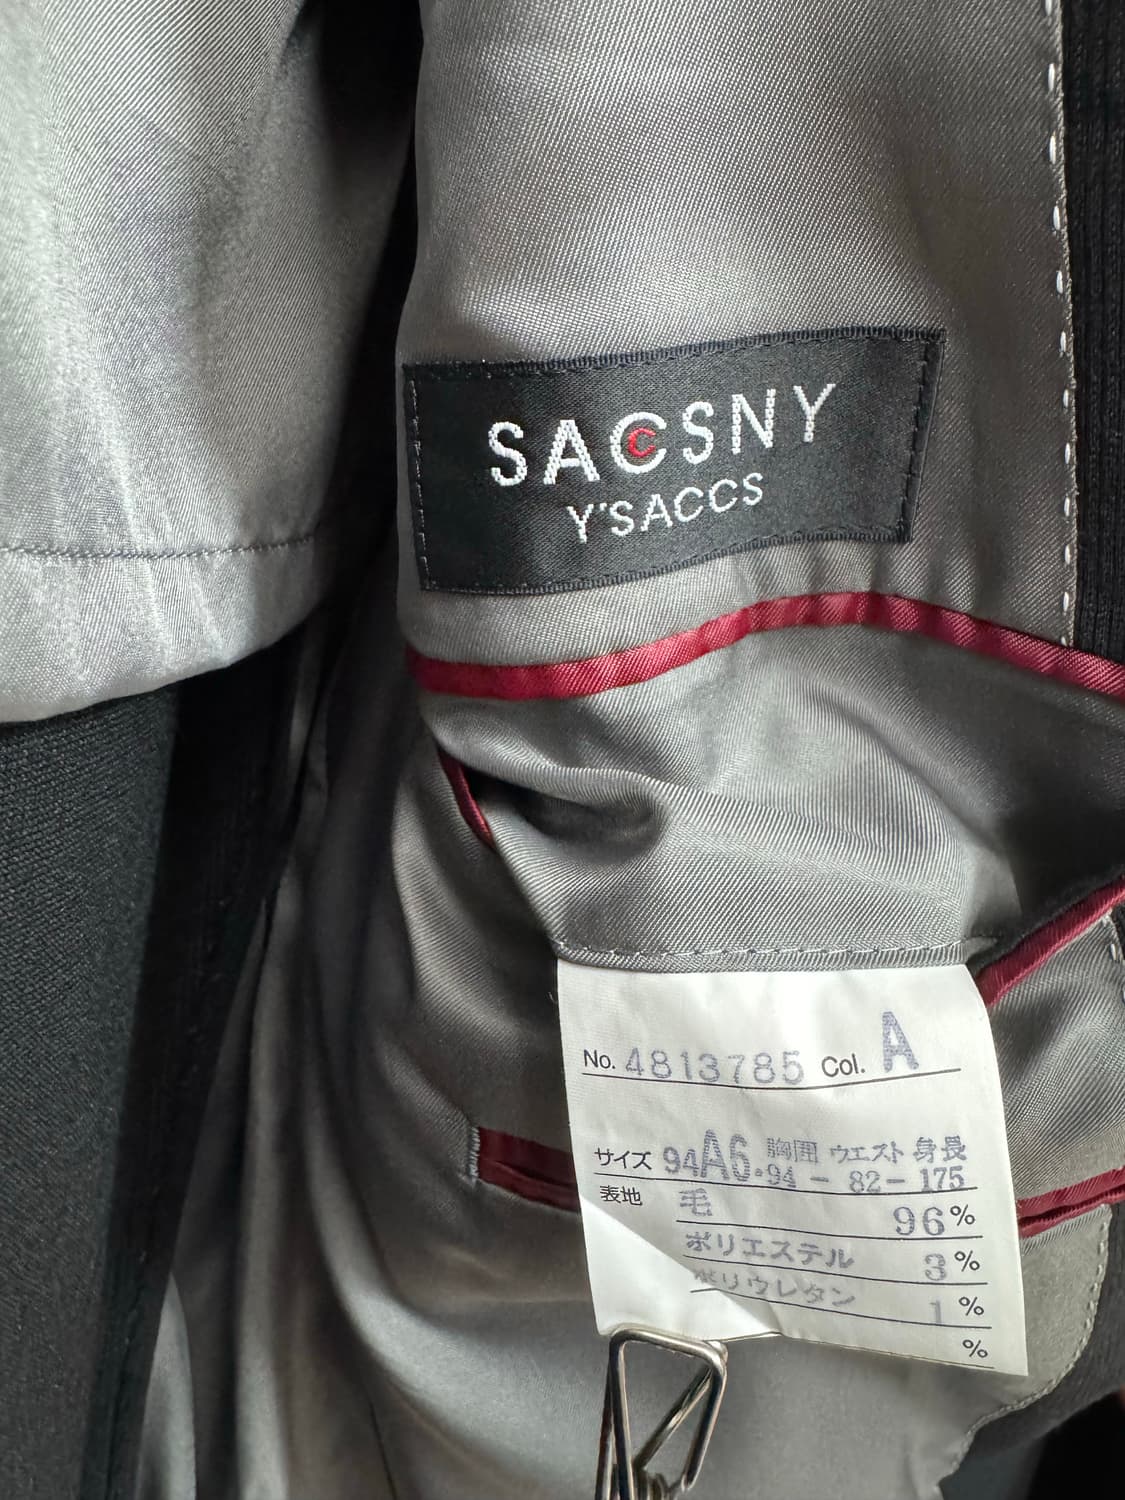 SACSNY
Y'SACCS
No. 4813785 Col. A
サイズ 94A6. 胸囲 ウエスト 身長
94 - 82 - 175
表地 毛 96%
ポリエステル 3%
ポリウレタン 1%
%